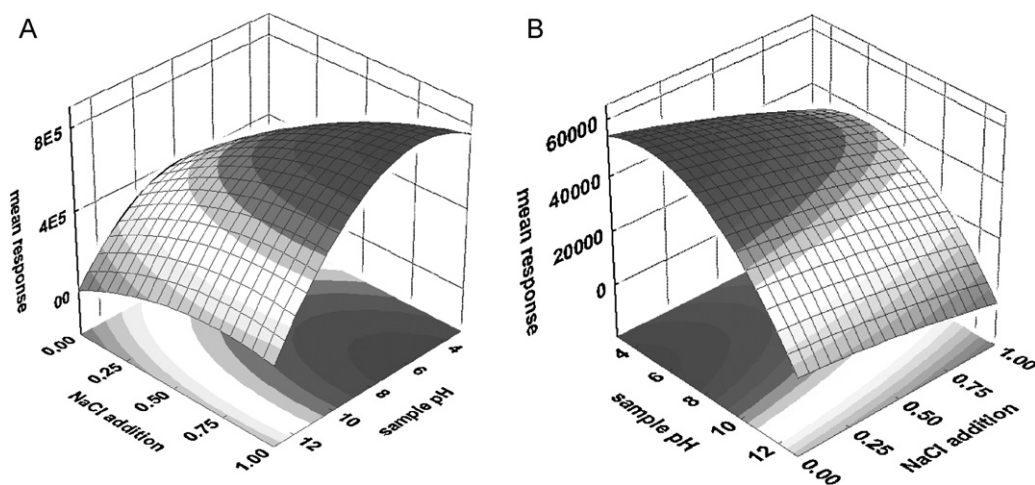 A
8E5
4E5
00
mean response
0,00
0,25
0.50
0.75
1.00
NaCl addition
12
10
8
6
4
sample pH
B
60000
40000
20000
0
mean response
4
6
8
10
12
sample pH
0.00
0.25
0.50
0.75
1.00
NaCl addition